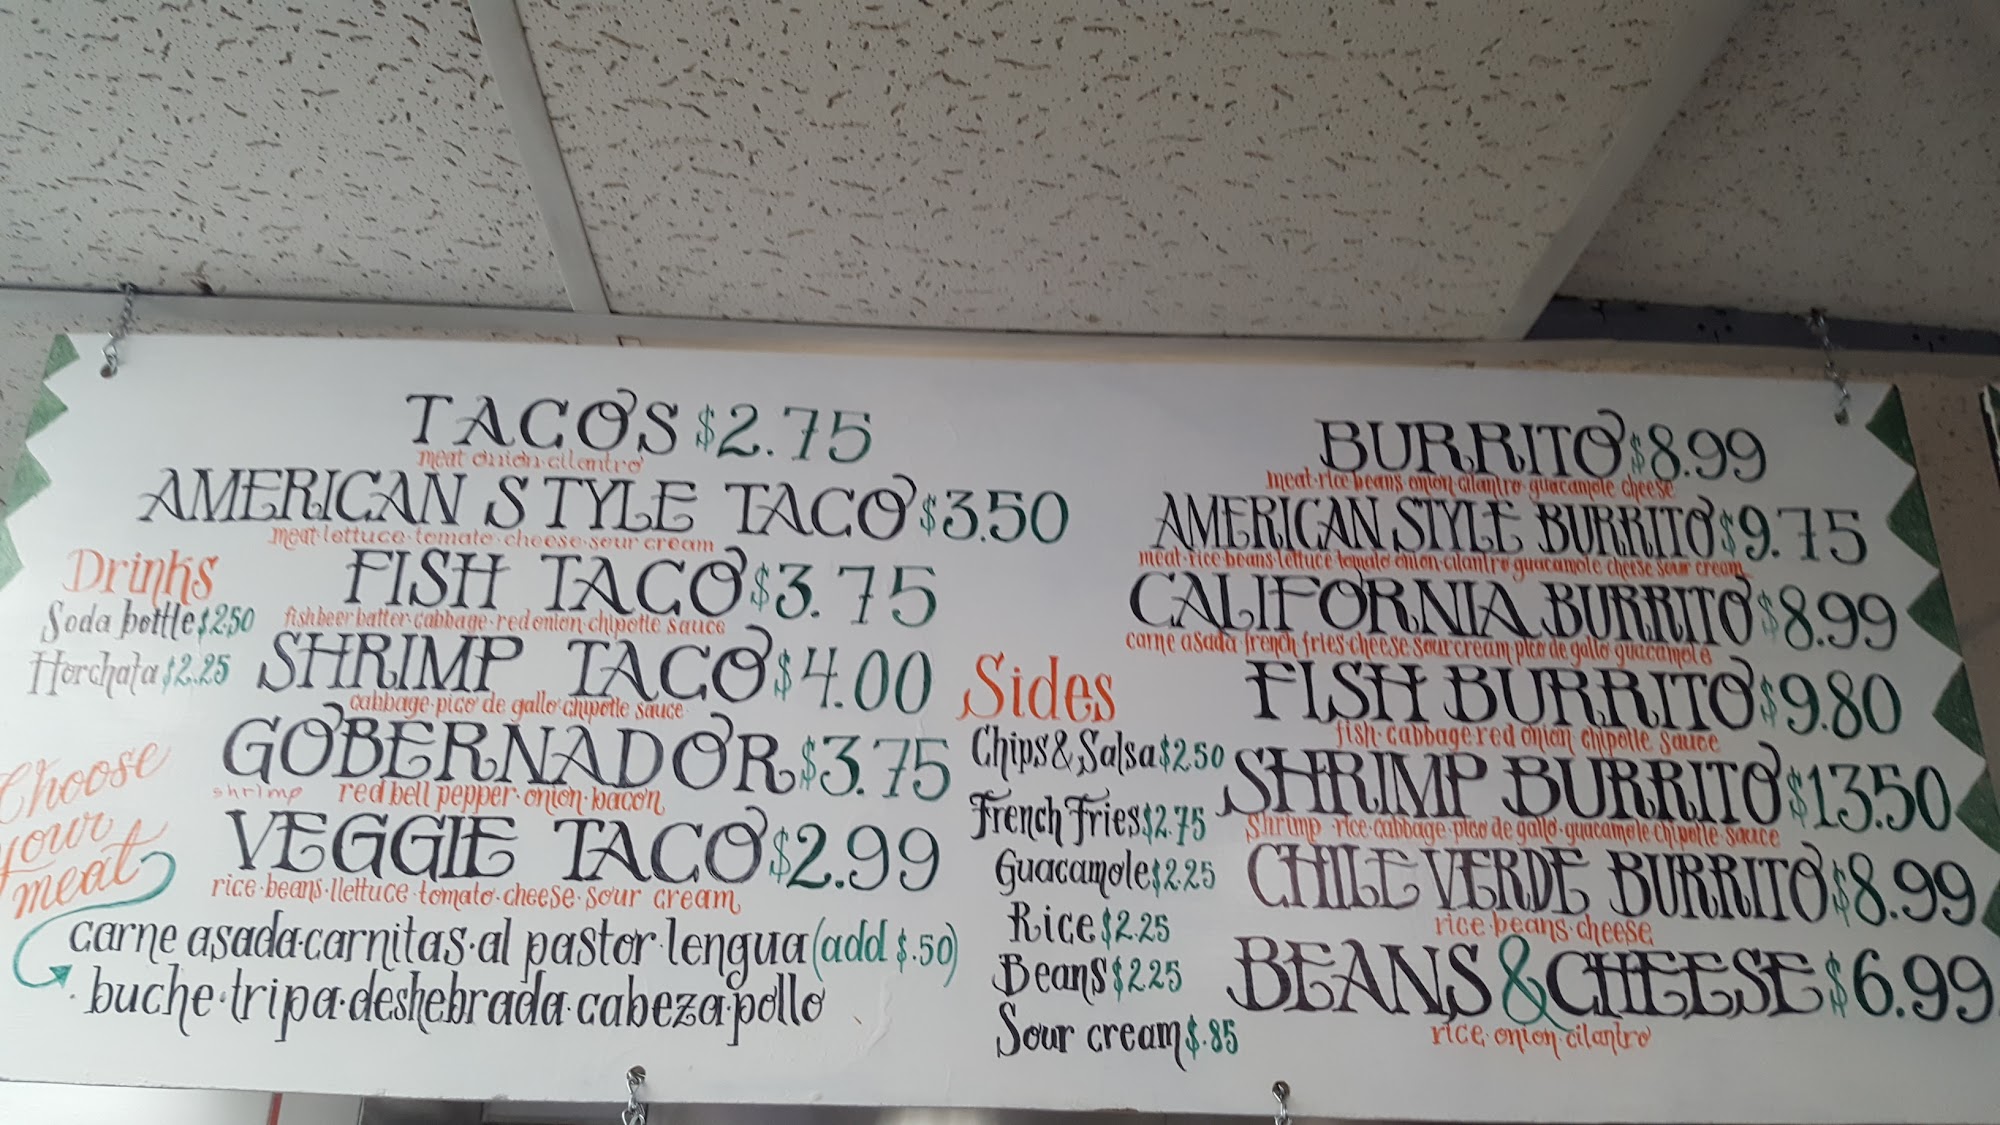 TACOS $2.75
meat·onion·cilantro
AMERICAN STYLE TACO $3.50
meat·lettuce·tomato·cheese·sour cream
FISH TACO $3.75
fish beer batter·cabbage·red onion·chipotle sauce
SHRIMP TACO $4.00
cabbage·pico de gallo·chipotle sauce
GOBERNADOR $3.75
shrimp red bell pepper·onion·bacon
VEGGIE TACO $2.99
rice·beans·llettuce·tomato·cheese·sour cream
Drinks
Soda bottle $2.50
Horchata $2.25
Choose
your
meat
carne asada·carnitas·al pastor·lengua (add $.50)
·buche·tripa·deshebrada·cabeza·pollo
Sides
Chips & Salsa $2.50
French Fries $2.75
Guacamole $2.25
Rice $2.25
Beans $2.25
Sour cream $.85
BURRITO $8.99
meat·rice·beans·onion·cilantro·guacamole·cheese
AMERICAN STYLE BURRITO $9.75
meat·rice·beans·lettuce·tomato·onion·cilantro·guacamole·cheese·sour cream
CALIFORNIA BURRITO $8.99
carne asada·french fries·cheese·sour cream·pico de gallo·guacamole
FISH BURRITO $9.80
fish·cabbage·red onion·chipotle sauce
SHRIMP BURRITO $13.50
Shrimp·rice·cabbage·pico de gallo·guacamole·chipotle·sauce
CHILE VERDE BURRITO $8.99
rice·beans·cheese
BEANS & CHEESE $6.99
rice·onion·cilantro